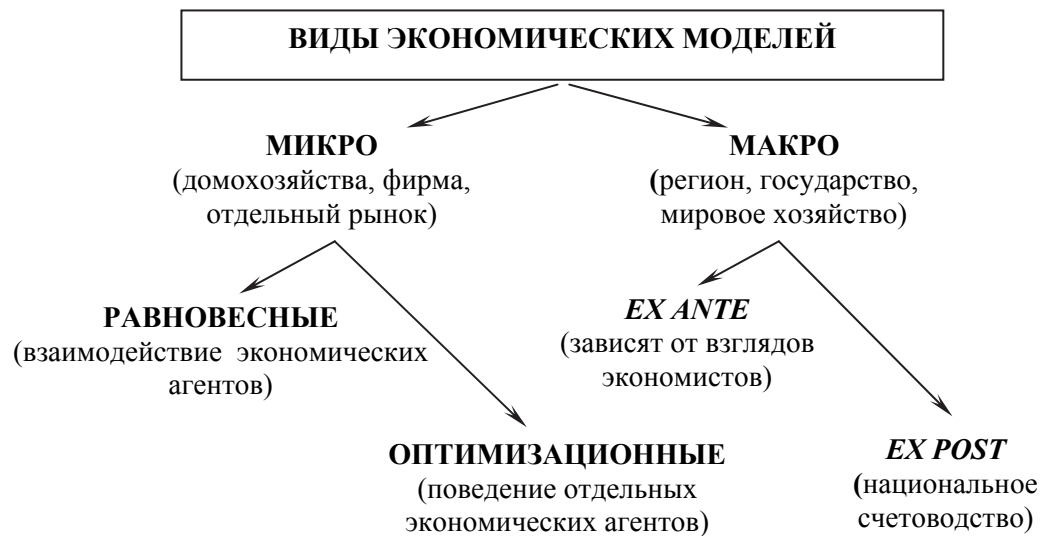 ВИДЫ ЭКОНОМИЧЕСКИХ МОДЕЛЕЙ
МИКРО
(домохозяйства, фирма,
отдельный рынок)
МАКРО
(регион, государство,
мировое хозяйство)
РАВНОВЕСНЫЕ
(взаимодействие экономических
агентов)
EX ANTE
(зависят от взглядов
экономистов)
ОПТИМИЗАЦИОННЫЕ
(поведение отдельных
экономических агентов)
EX POST
(национальное
счетоводство)